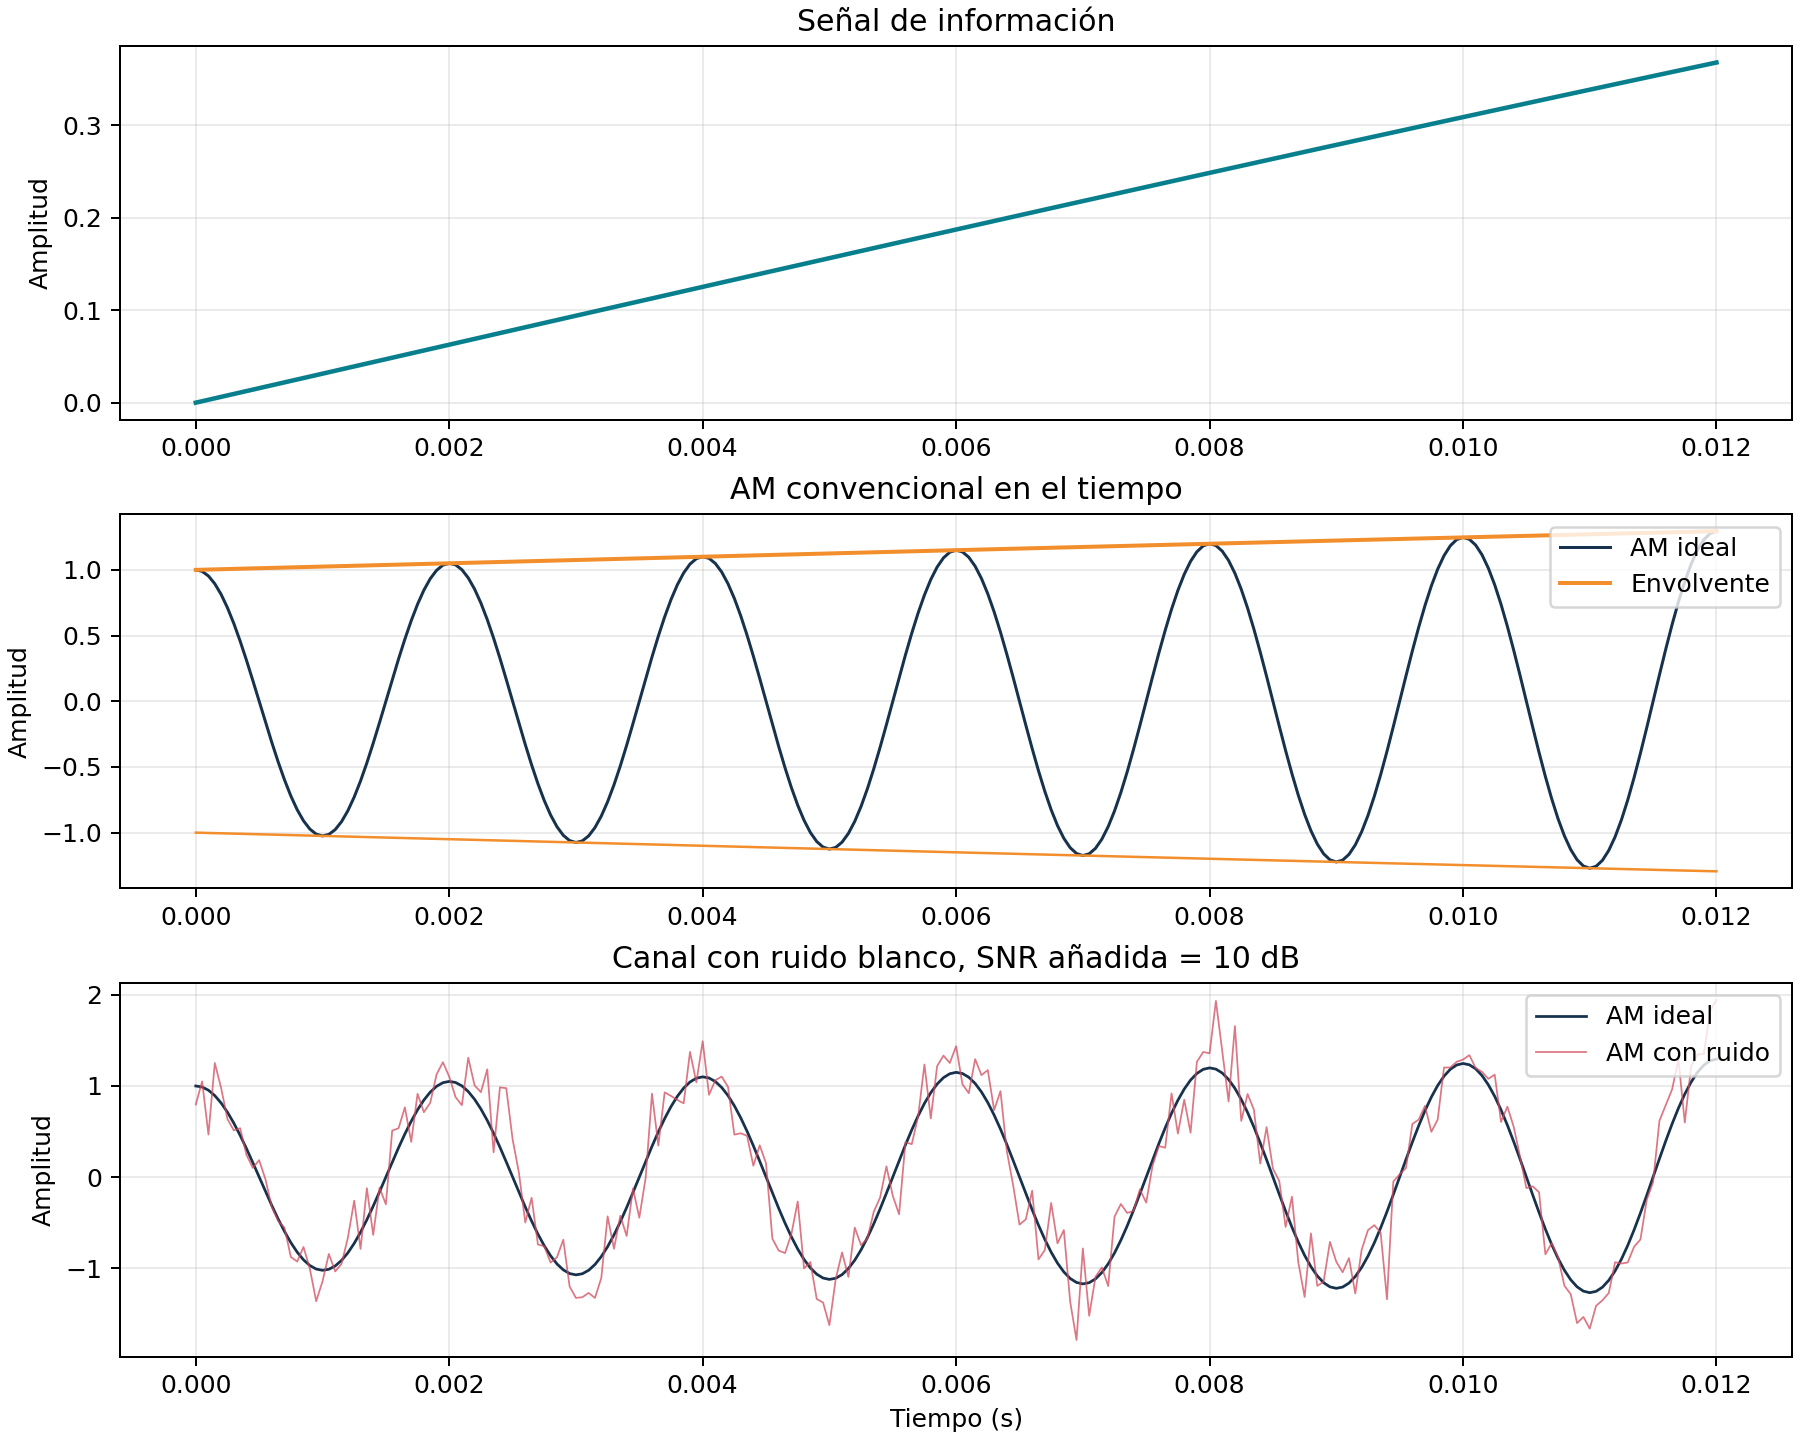 Señal de información
Amplitud
0.3
0.2
0.1
0.0
0.000 0.002 0.004 0.006 0.008 0.010 0.012
AM convencional en el tiempo
Amplitud
1.0
0.5
0.0
−0.5
−1.0
AM ideal
Envolvente
0.000 0.002 0.004 0.006 0.008 0.010 0.012
Canal con ruido blanco, SNR añadida = 10 dB
Amplitud
2
1
0
−1
AM ideal
AM con ruido
0.000 0.002 0.004 0.006 0.008 0.010 0.012
Tiempo (s)